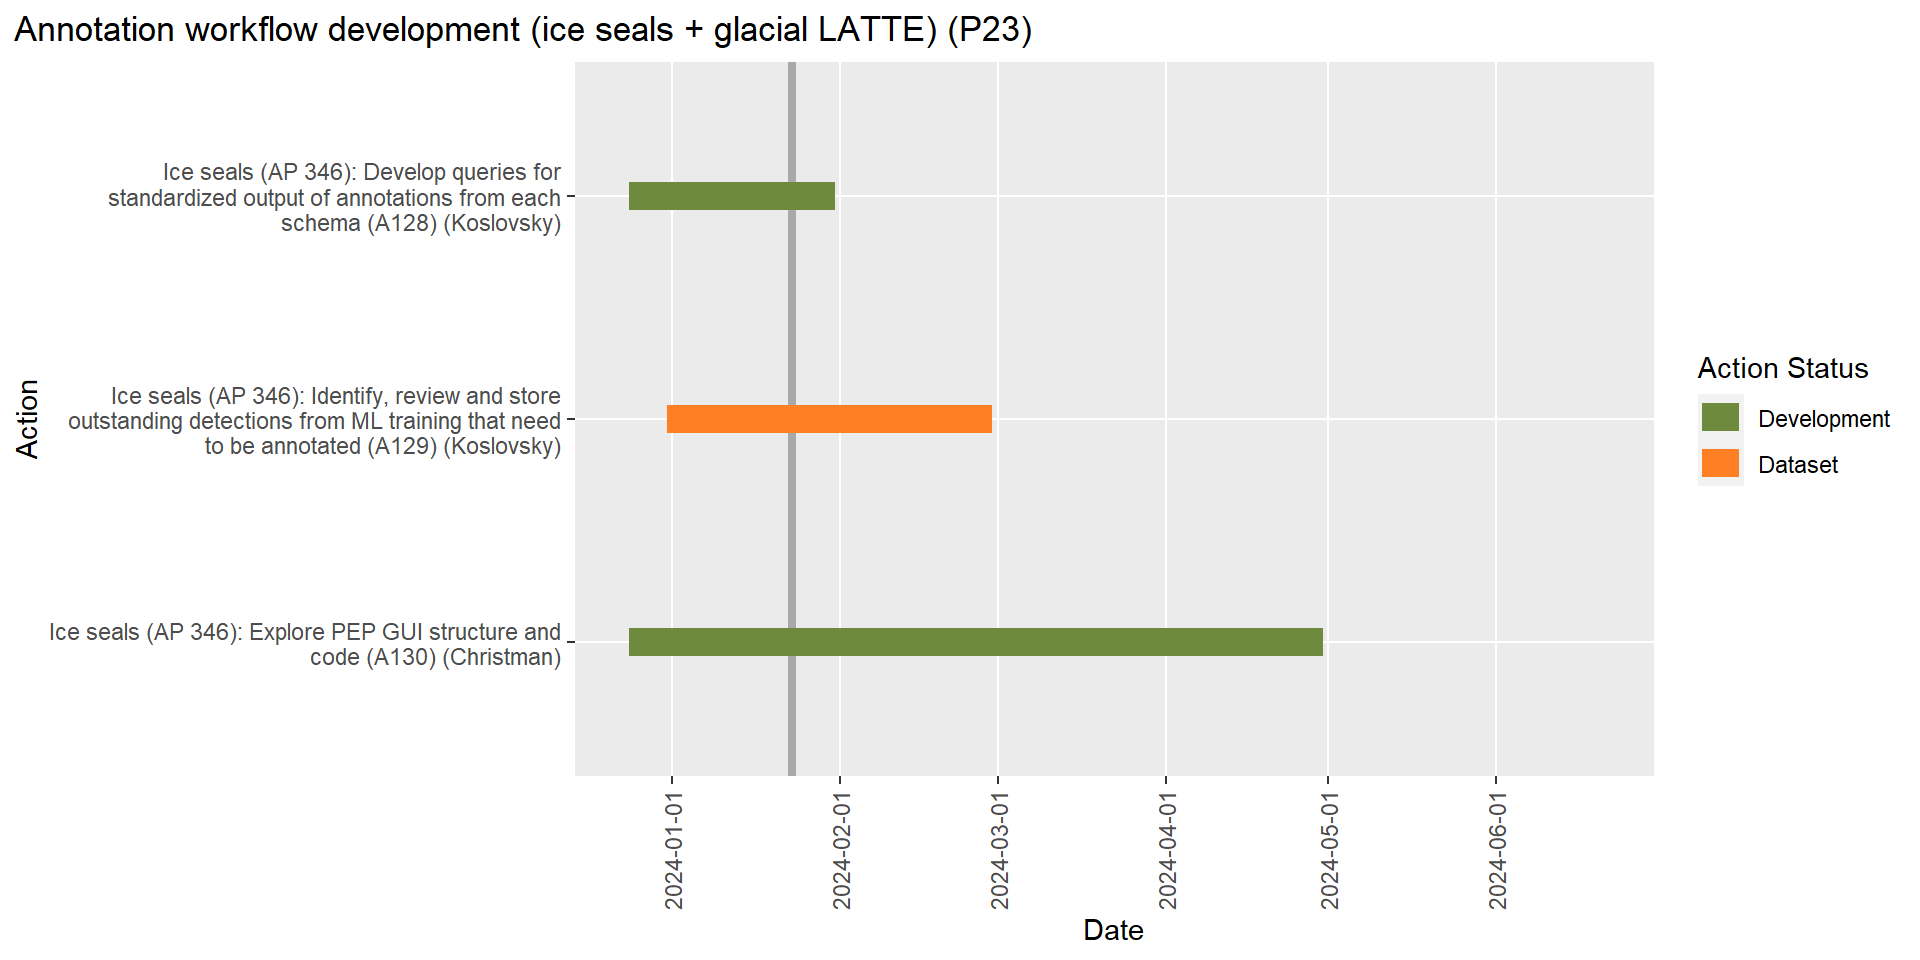 Annotation workflow development (ice seals + glacial LATTE) (P23)
Action
Ice seals (AP 346): Develop queries for
standardized output of annotations from each
schema (A128) (Koslovsky)
Ice seals (AP 346): Identify, review and store
outstanding detections from ML training that need
to be annotated (A129) (Koslovsky)
Ice seals (AP 346): Explore PEP GUI structure and
code (A130) (Christman)
2024-01-01
2024-02-01
2024-03-01
2024-04-01
2024-05-01
2024-06-01
Date
Action Status
Development
Dataset